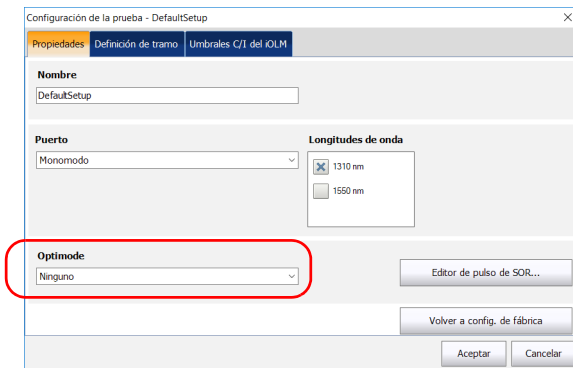 Configuración de la prueba - DefaultSetup
Propiedades Definición de tramo Umbrales C/I del iOLM
Nombre
DefaultSetup
Puerto
Longitudes de onda
Monomodo
1310 nm
1550 nm
Optimode
Ninguno
Editor de pulso de SOR...
Volver a config. de fábrica
Aceptar Cancelar